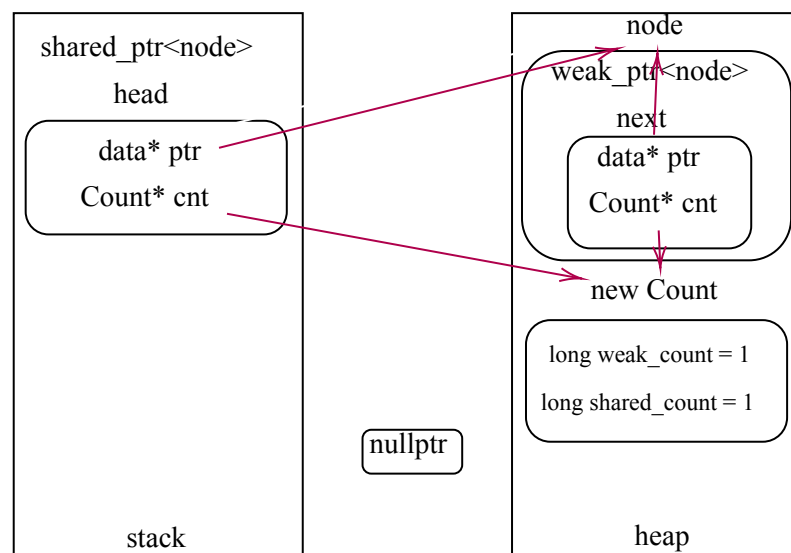 shared_ptr<node>
head
data* ptr
Count* cnt
stack
nullptr
node
weak_ptr<node>
next
data* ptr
Count* cnt
new Count
long weak_count = 1
long shared_count = 1
heap